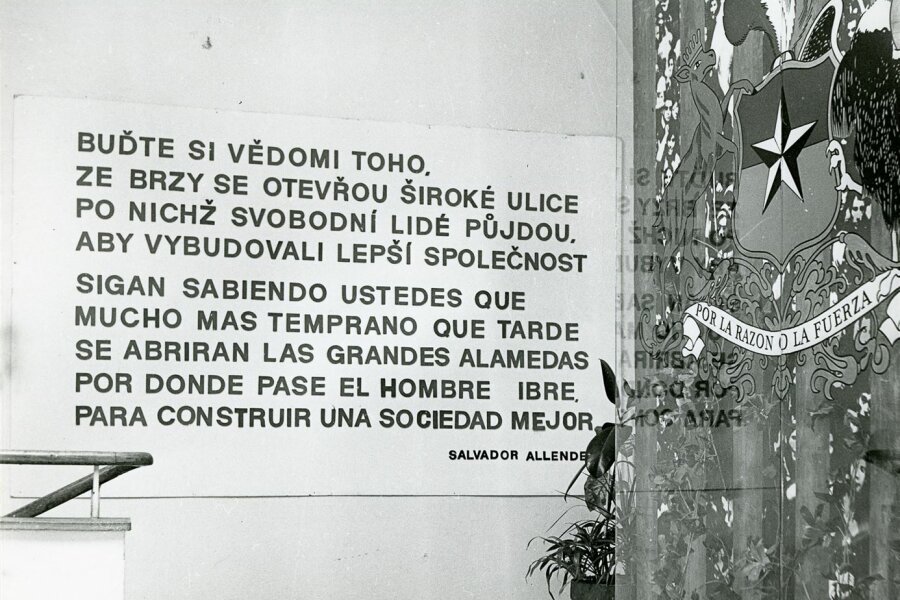 BUĎTE SI VĚDOMI TOHO,
ZE BRZY SE OTEVŘOU ŠIROKÉ ULICE
PO NICHŽ SVOBODNÍ LIDÉ PŮJDOU,
ABY VYBUDOVALI LEPŠÍ SPOLEČNOST
SIGAN SABIENDO USTEDES QUE
MUCHO MAS TEMPRANO QUE TARDE
SE ABRIRAN LAS GRANDES ALAMEDAS
POR DONDE PASE EL HOMBRE IBRE,
PARA CONSTRUIR UNA SOCIEDAD MEJOR
SALVADOR ALLENDE
POR LA RAZON O LA FUERZA